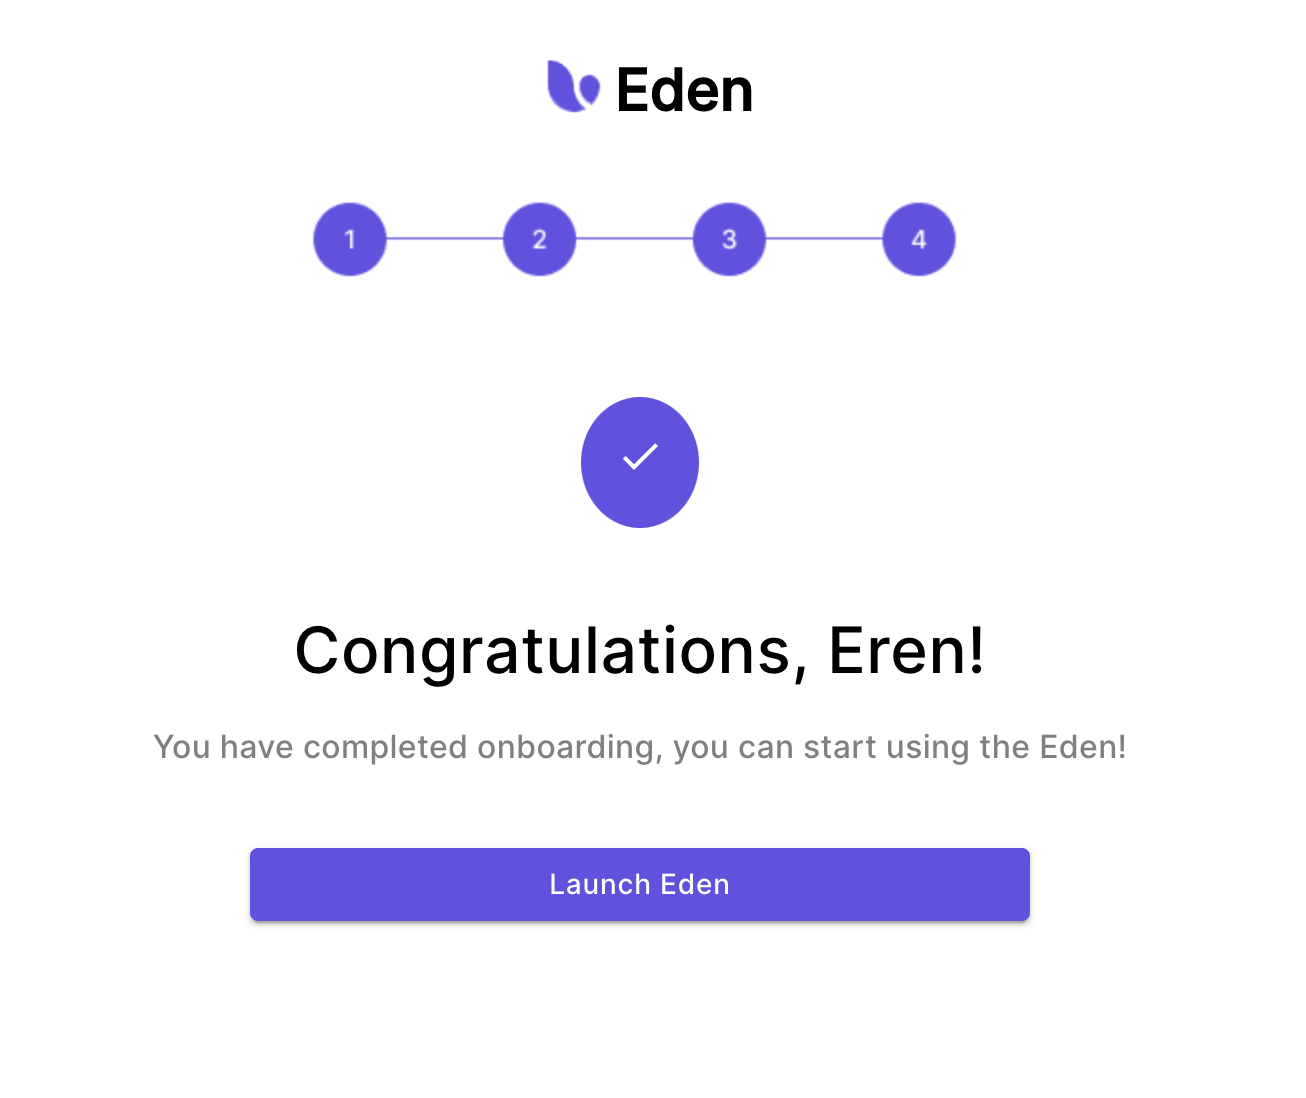 Eden
1 2 3 4
Congratulations, Eren!
You have completed onboarding, you can start using the Eden!
Launch Eden